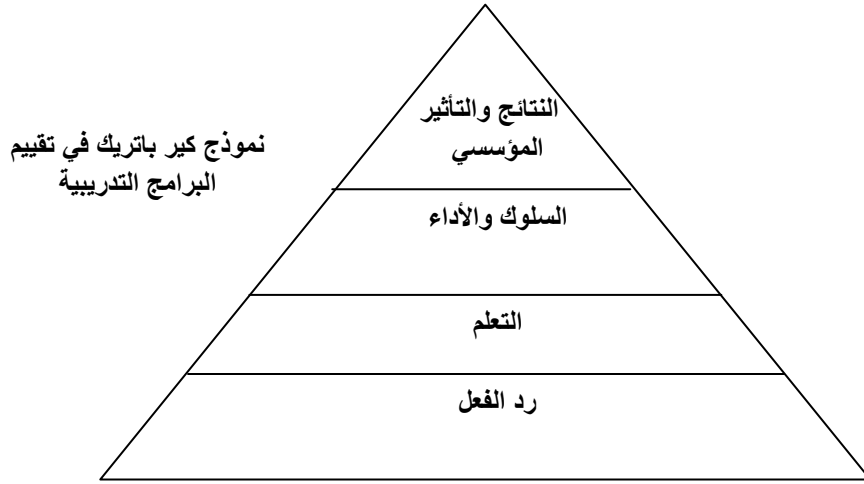 نموذج كير باتريك في تقييم
البرامج التدريبية
النتائج والتأثير
المؤسسي
السلوك والأداء
التعلم
رد الفعل